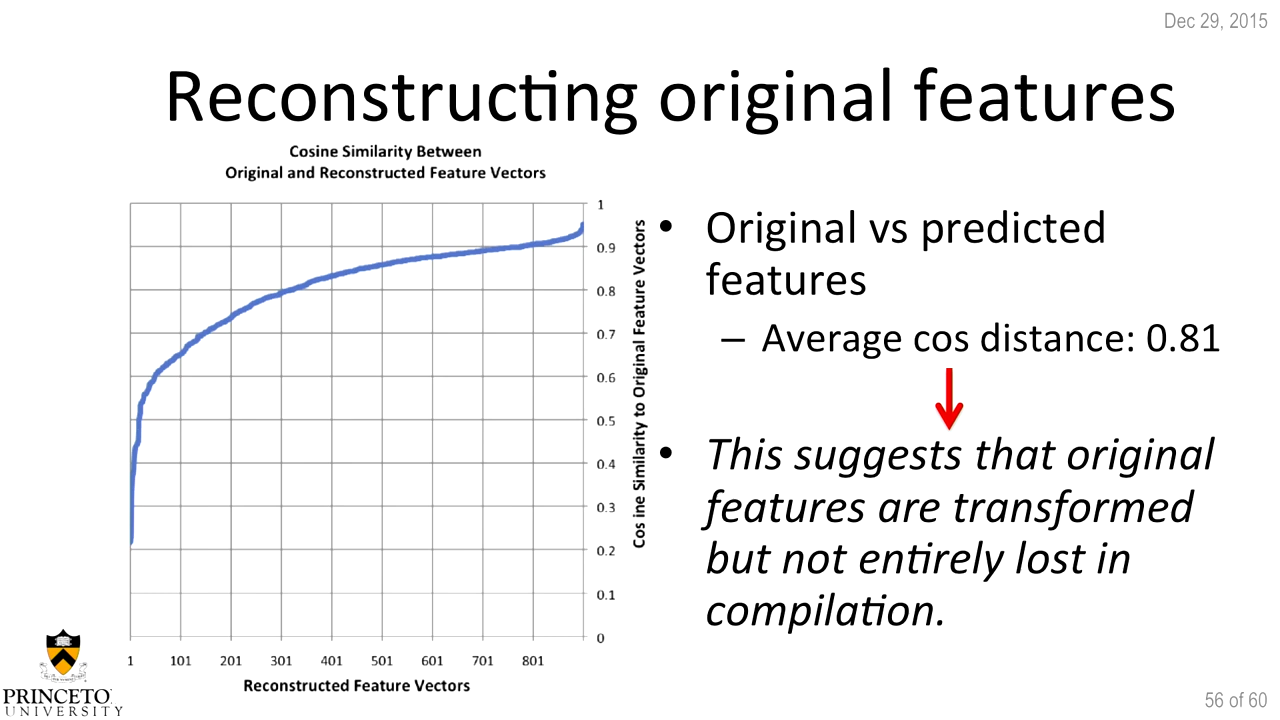 Dec 29, 2015
Reconstructing original features
Cosine Similarity Between
Original and Reconstructed Feature Vectors
1
0.9
0.8
0.7
0.6
0.5
0.4
0.3
0.2
0.1
0
Cos ine Similarity to Original Feature Vectors
1 101 201 301 401 501 601 701 801
Reconstructed Feature Vectors
• Original vs predicted
features
– Average cos distance: 0.81
• This suggests that original
features are transformed
but not entirely lost in
compilation.
PRINCETO
UNIVERSITY
56 of 60